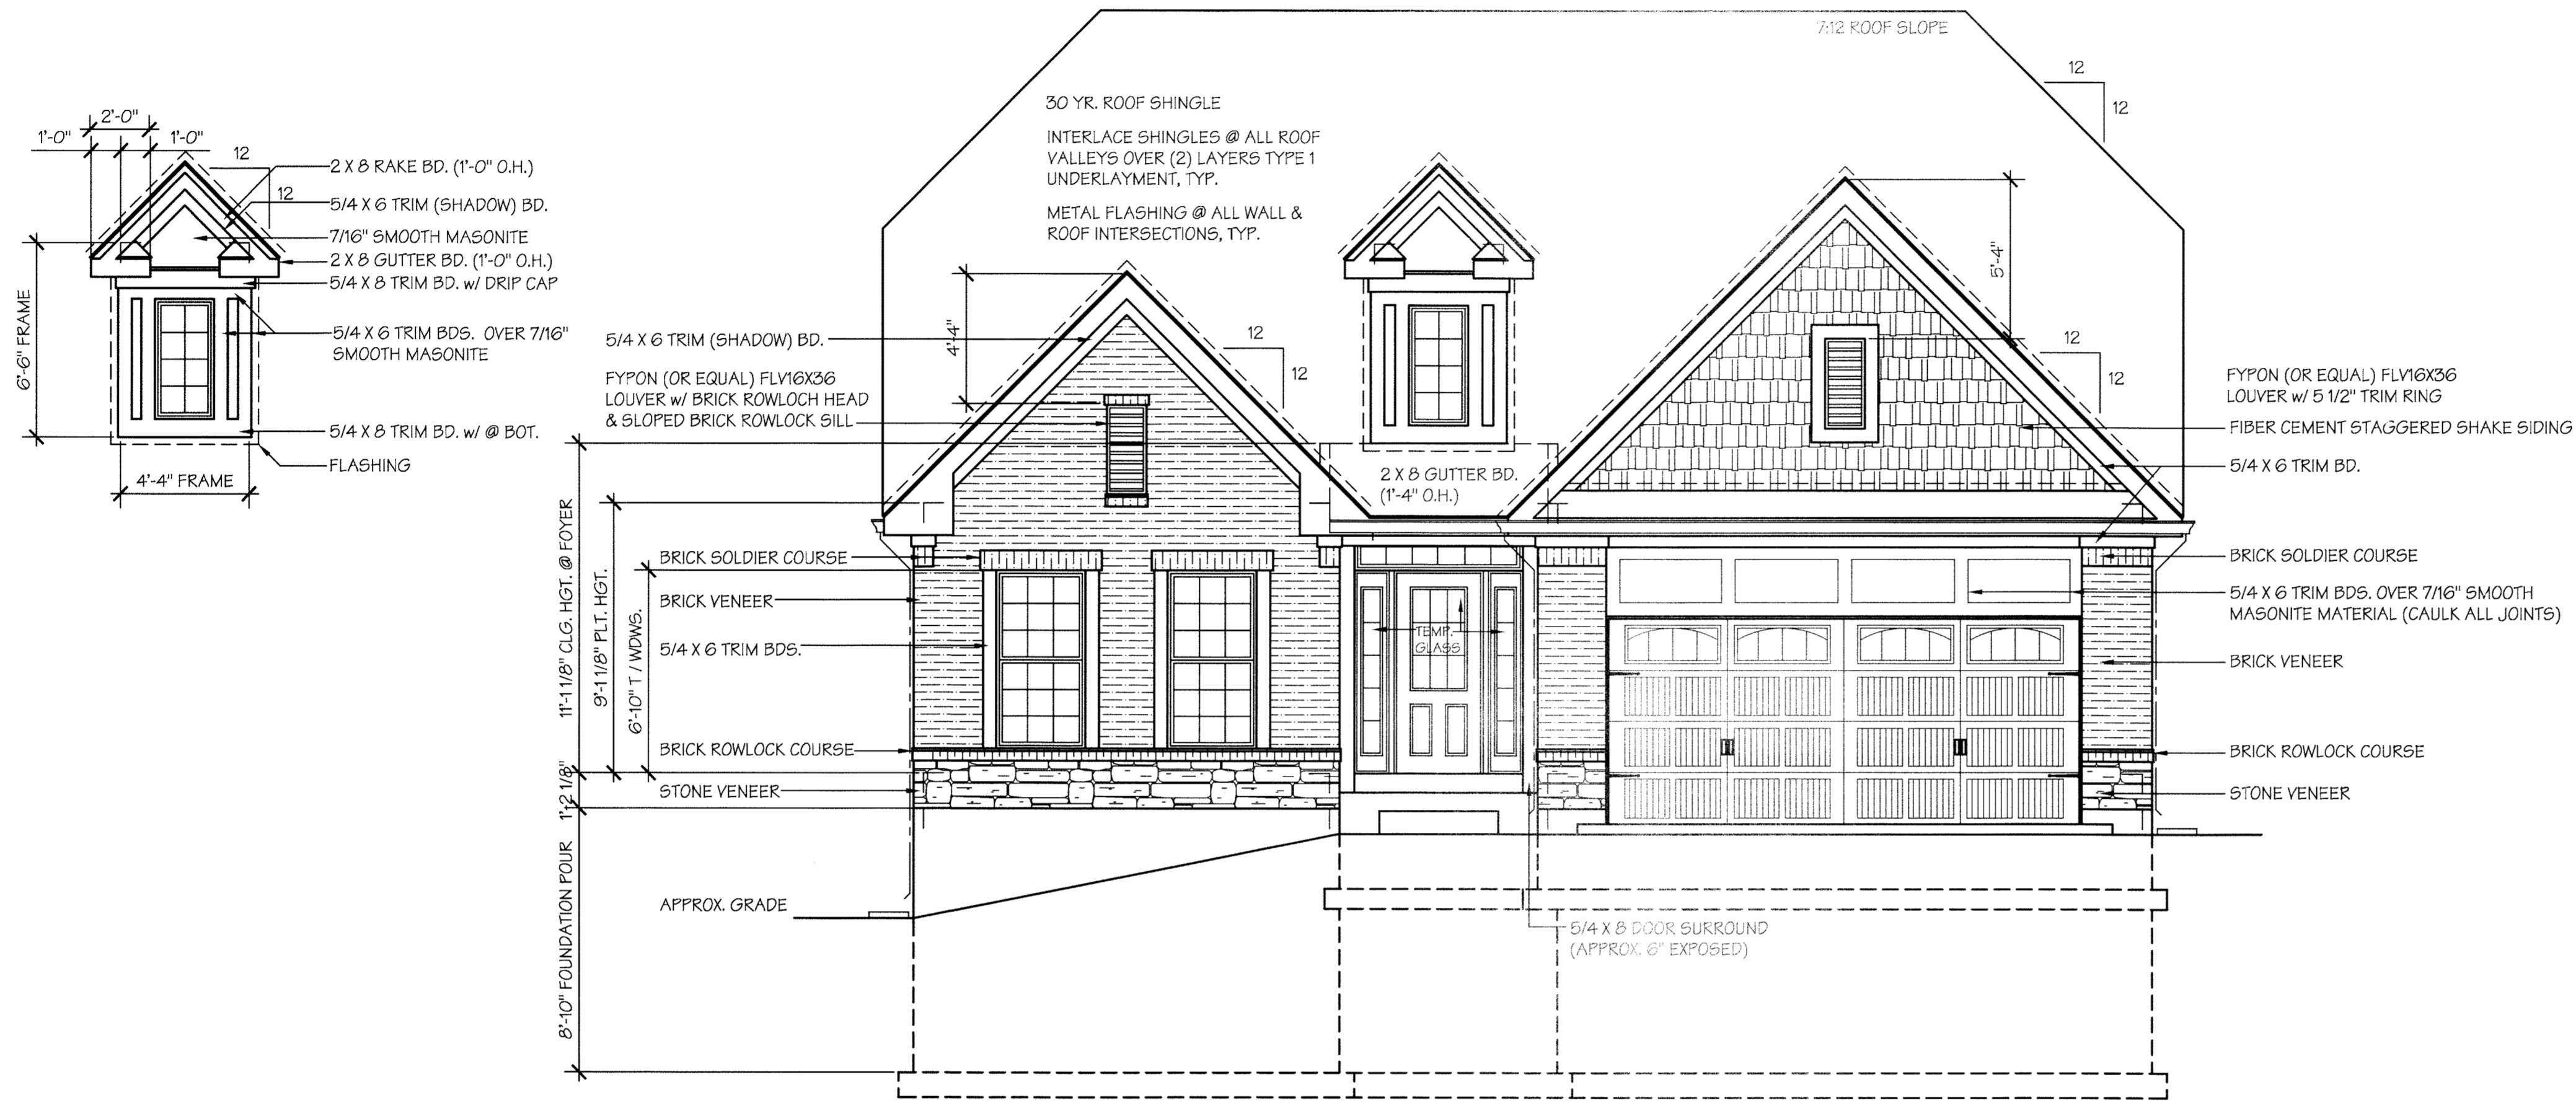 7:12 ROOF SLOPE
12
12
30 YR. ROOF SHINGLE
INTERLACE SHINGLES @ ALL ROOF
VALLEYS OVER (2) LAYERS TYPE 1
UNDERLAYMENT, TYP.
METAL FLASHING @ ALL WALL &
ROOF INTERSECTIONS, TYP.
2'-0"
1'-0"
1'-0"
12
12
2 X 8 RAKE BD. (1'-0" O.H.)
5/4 X 6 TRIM (SHADOW) BD.
7/16" SMOOTH MASONITE
2 X 8 GUTTER BD. (1'-0" O.H.)
5/4 X 8 TRIM BD. w/ DRIP CAP
5/4 X 6 TRIM BDS. OVER 7/16"
SMOOTH MASONITE
5/4 X 8 TRIM BD. w/ @ BOT.
FLASHING
6'-6" FRAME
4'-4" FRAME
5/4 X 6 TRIM (SHADOW) BD.
FYPON (OR EQUAL) FLV16X36
LOUVER w/ BRICK ROWLOCH HEAD
& SLOPED BRICK ROWLOCK SILL
4'-4"
12
12
5'-4"
12
12
2 X 8 GUTTER BD.
(1'-4" O.H.)
FYPON (OR EQUAL) FLV16X36
LOUVER w/ 5 1/2" TRIM RING
FIBER CEMENT STAGGERED SHAKE SIDING
5/4 X 6 TRIM BD.
BRICK SOLDIER COURSE
5/4 X 6 TRIM BDS. OVER 7/16" SMOOTH
MASONITE MATERIAL (CAULK ALL JOINTS)
BRICK VENEER
BRICK ROWLOCK COURSE
STONE VENEER
11'-1 1/8" CLG. HGT. @ FOYER
9'-1 1/8" PLT. HGT.
6'-10" T / WDWS.
BRICK SOLDIER COURSE
BRICK VENEER
5/4 X 6 TRIM BDS.
BRICK ROWLOCK COURSE
STONE VENEER
TEMP.
GLASS
1'-2 1/8"
8'-10" FOUNDATION POUR
APPROX. GRADE
5/4 X 8 DOOR SURROUND
(APPROX. 6" EXPOSED)